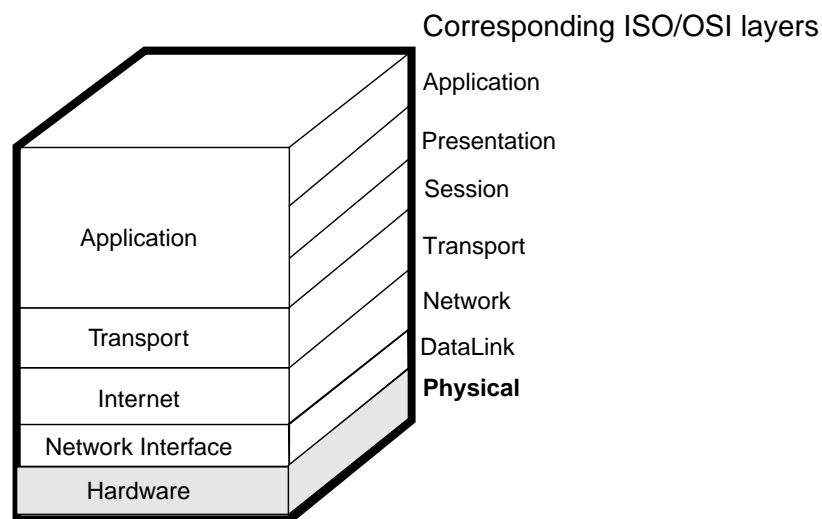 Corresponding ISO/OSI layers
Application
Presentation
Session
Transport
Network
DataLink
Physical
Application
Transport
Internet
Network Interface
Hardware